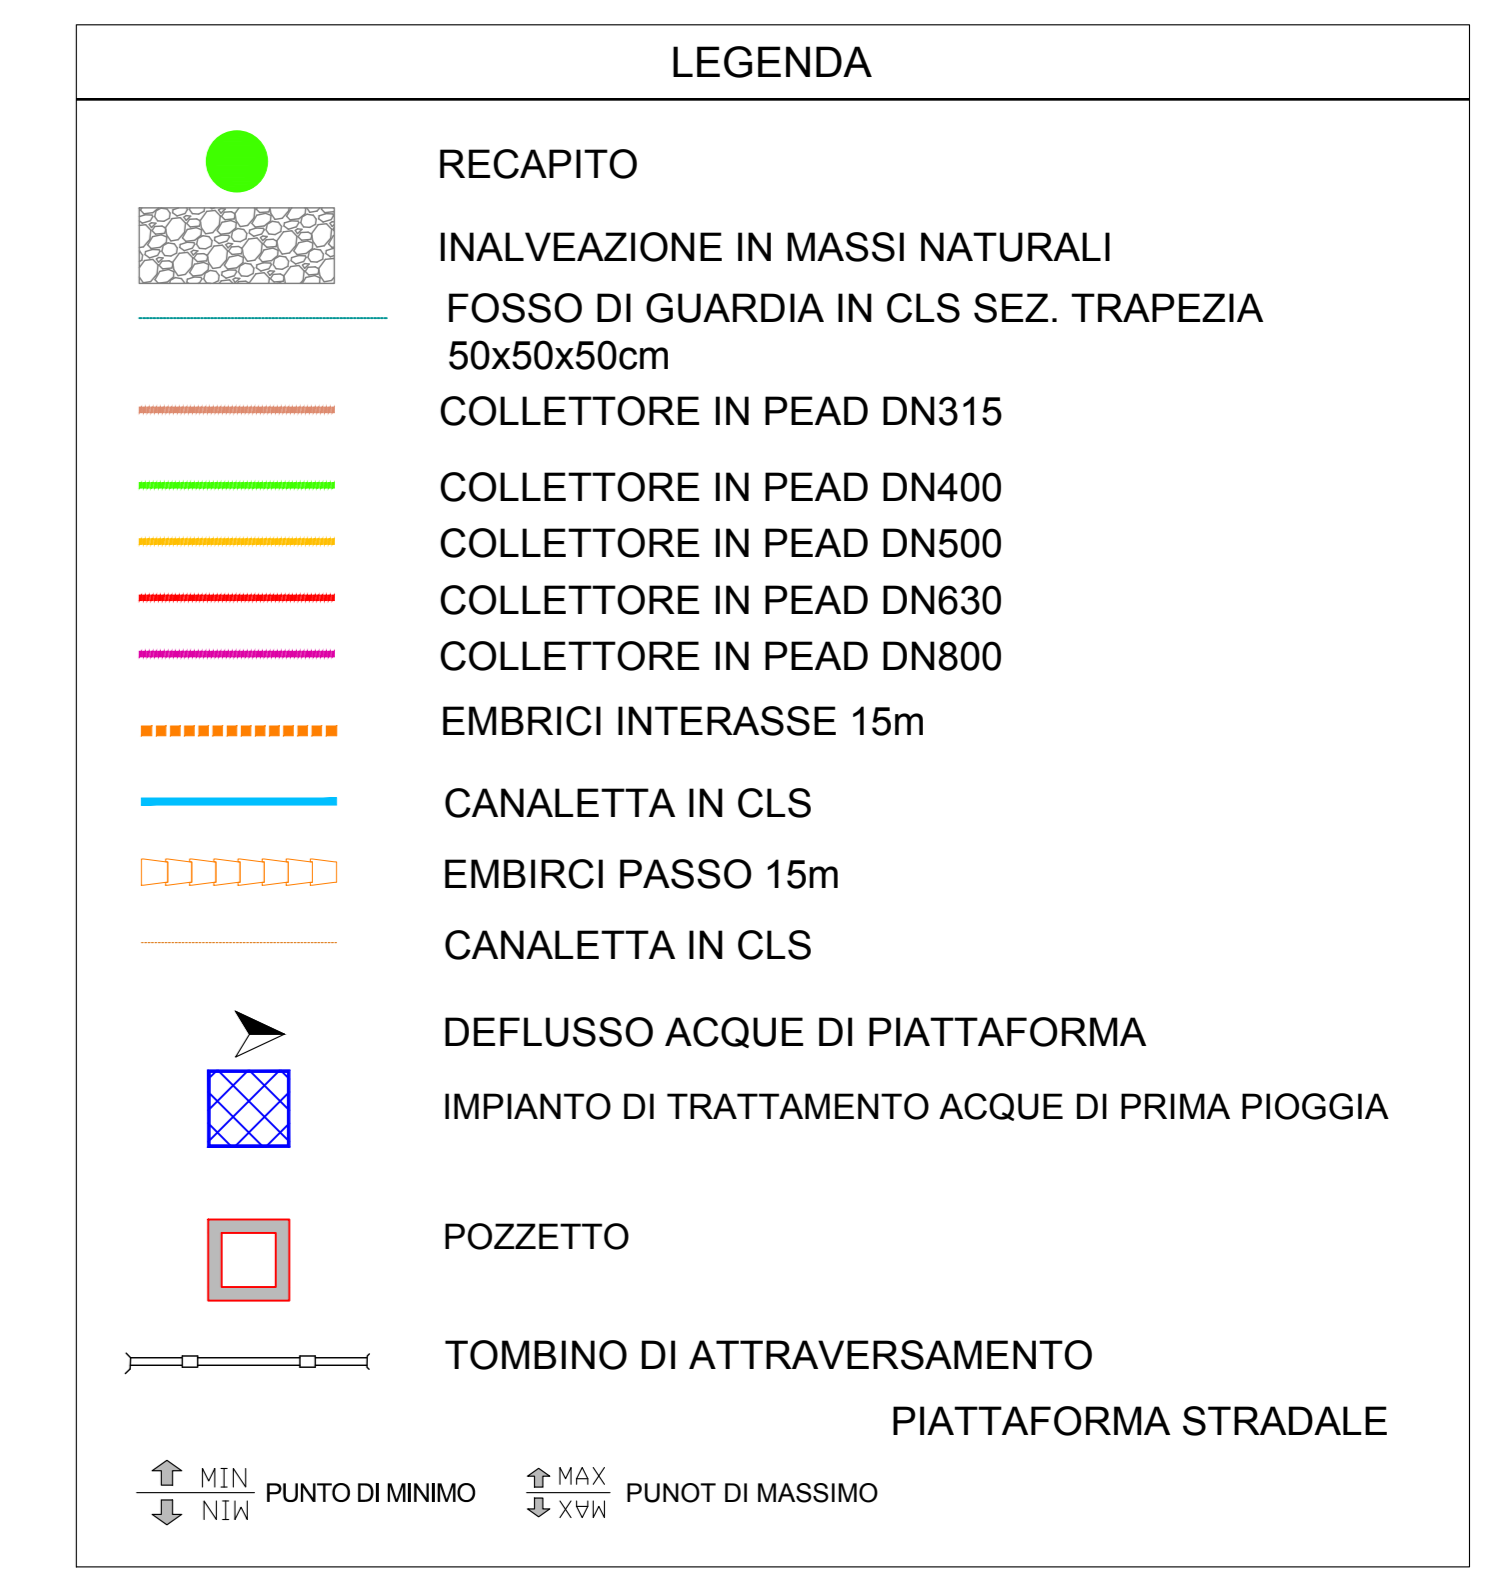 LEGENDA
RECAPITO
INALVEAZIONE IN MASSI NATURALI
FOSSO DI GUARDIA IN CLS SEZ. TRAPEZIA
50x50x50cm
COLLETTORE IN PEAD DN315
COLLETTORE IN PEAD DN400
COLLETTORE IN PEAD DN500
COLLETTORE IN PEAD DN630
COLLETTORE IN PEAD DN800
EMBRICI INTERASSE 15m
CANALETTA IN CLS
EMBIRCI PASSO 15m
CANALETTA IN CLS
DEFLUSSO ACQUE DI PIATTAFORMA
IMPIANTO DI TRATTAMENTO ACQUE DI PRIMA PIOGGIA
POZZETTO
TOMBINO DI ATTRAVERSAMENTO
PIATTAFORMA STRADALE
MIN
MIN
PUNTO DI MINIMO
MAX
MAX
PUNOT DI MASSIMO